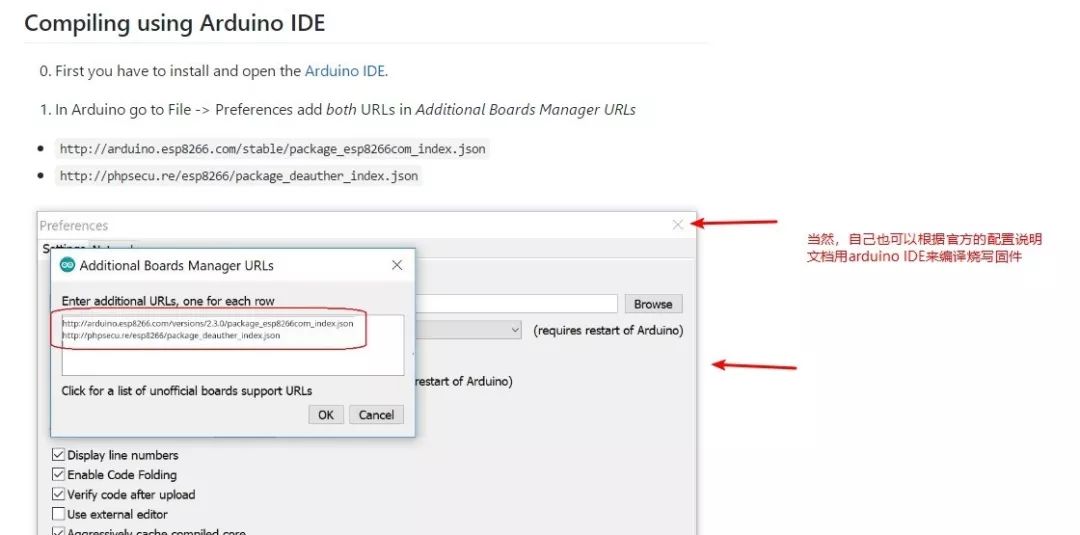 Compiling using Arduino IDE
0. First you have to install and open the Arduino IDE.
1. In Arduino go to File -> Preferences add both URLs in Additional Boards Manager URLs
http://arduino.esp8266.com/stable/package_esp8266com_index.json
http://phpsecu.re/esp8266/package_deauther_index.json
Preferences
当然，自己也可以根据官方的配置说明
文档用arduino IDE来编译烧写固件
Additional Boards Manager URLs
Enter additional URLs, one for each row
Browse
http://arduino.esp8266.com/versions/2.3.0/package_esp8266com_index.json
http://phpsecu.re/esp8266/package_deauther_index.json
(requires restart of Arduino)
restart of Arduino)
Click for a list of unofficial boards support URLs
OK Cancel
Display line numbers
Enable Code Folding
Verify code after upload
Use external editor
Aggressively cache compiled core